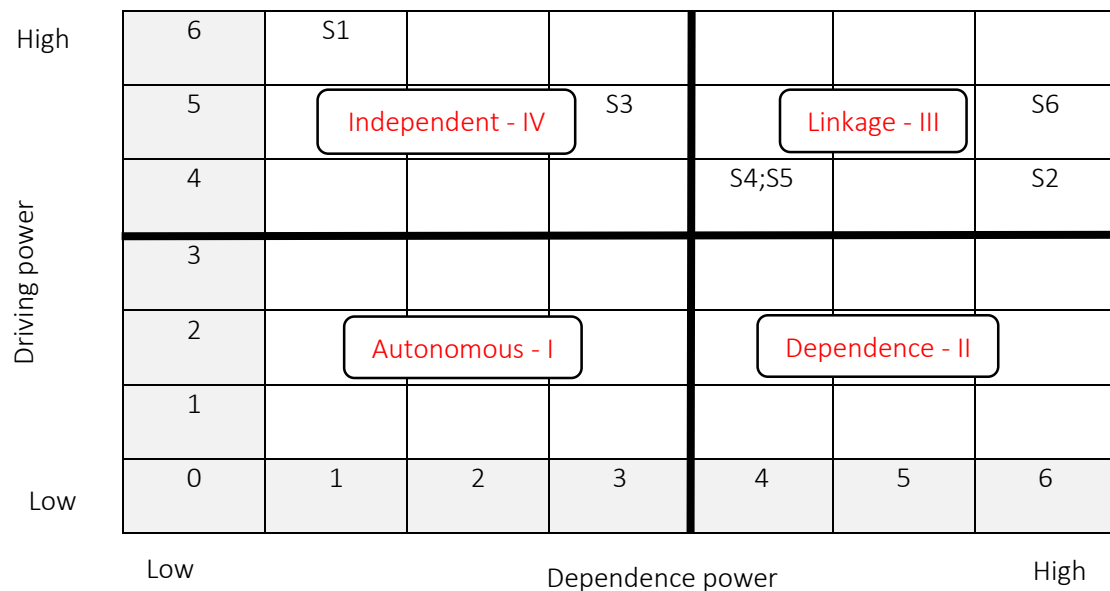 High
6 S1
5 S3 S6
Independent - IV Linkage - III
4 S4;S5 S2
Driving power
3
2
Autonomous - I Dependence - II
1
Low
0 1 2 3 4 5 6
Low Dependence power High